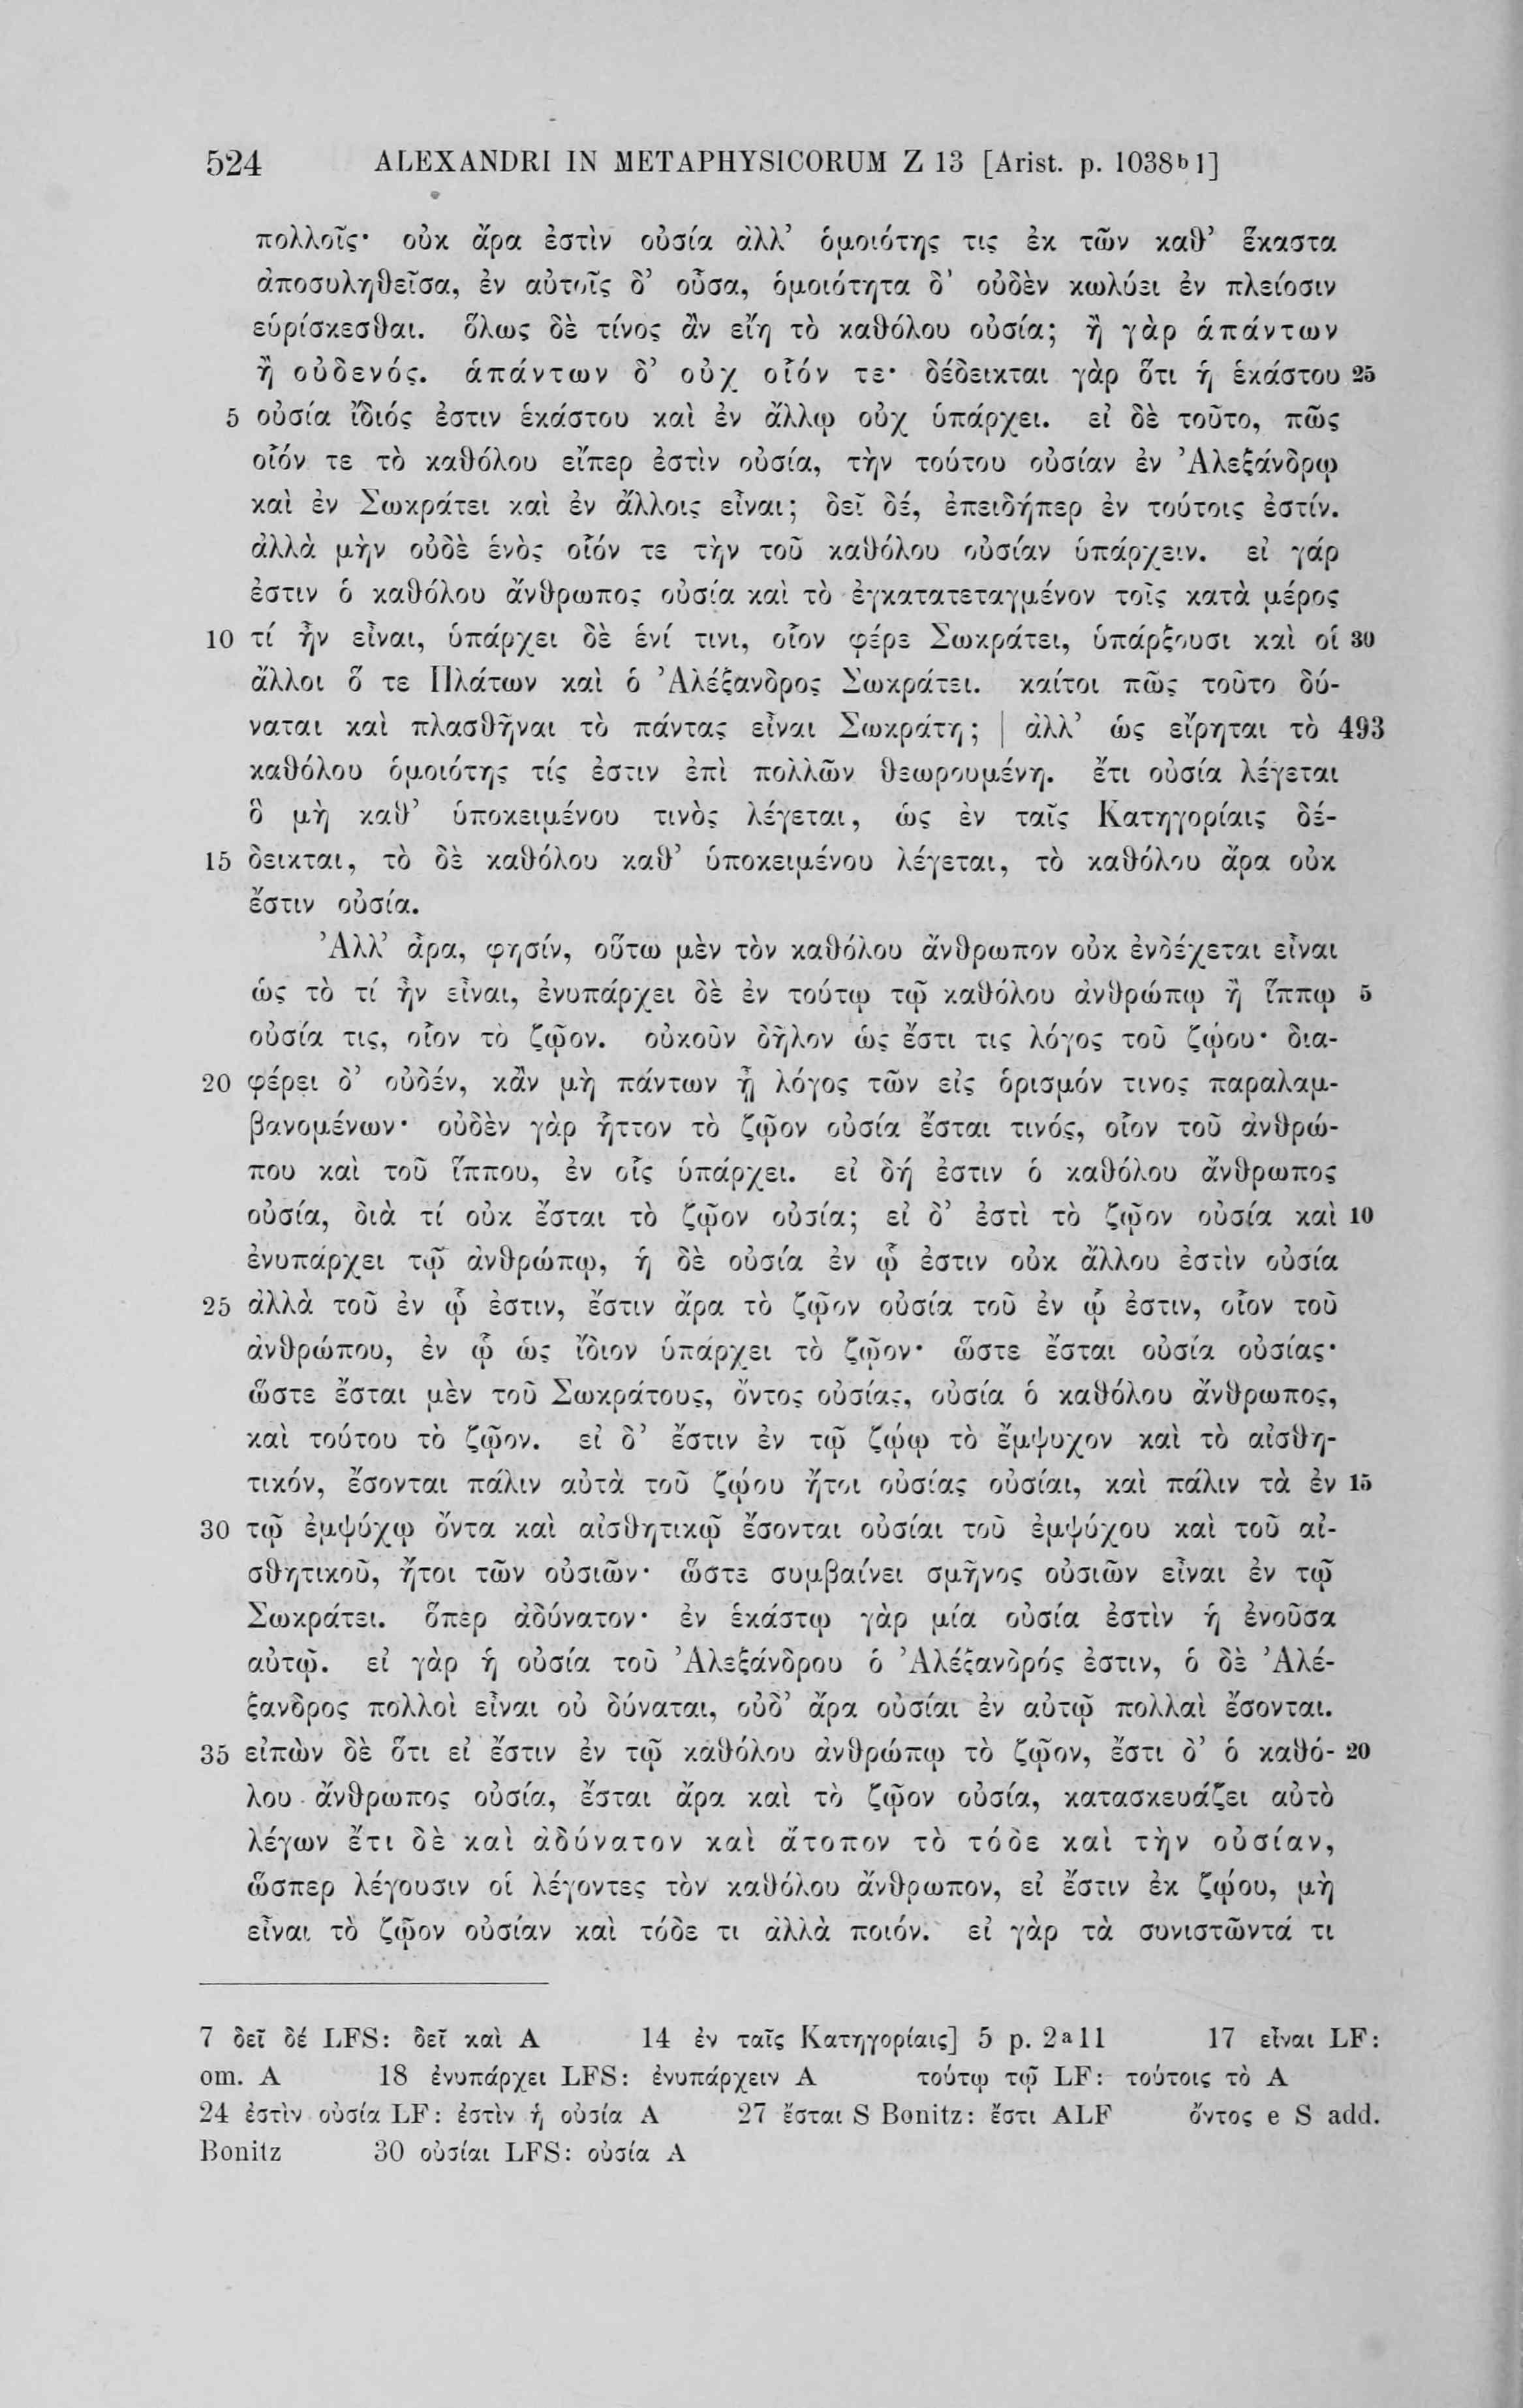 524 ALEXANDRI IN METAPHYSICORUM Z 13 [Arist. p. 1038ᵇ 1]
πολλοῖς· οὐκ ἄρα ἐστὶν οὐσία ἀλλ’ ὁμοιότης τις ἐκ τῶν καθ’ ἕκαστα
ἀποσυληθεῖσα, ἐν αὐτοῖς δ’ οὖσα, ὁμοιότητα δ’ οὐδὲν κωλύει ἐν πλείοσιν
εὑρίσκεσθαι. ὅλως δὲ τίνος ἂν εἴη τὸ καθόλου οὐσία; ἢ γὰρ ἁπάντων
ἢ οὐδενός. ἁπάντων δ’ οὐχ οἷόν τε· δέδεικται γὰρ ὅτι ἡ ἑκάστου 25
5 οὐσία ἴδιός ἐστιν ἑκάστου καὶ ἐν ἄλλῳ οὐχ ὑπάρχει. εἰ δὲ τοῦτο, πῶς
οἷόν τε τὸ καθόλου εἴπερ ἐστὶν οὐσία, τὴν τούτου οὐσίαν ἐν Ἀλεξάνδρῳ
καὶ ἐν Σωκράτει καὶ ἐν ἄλλοις εἶναι; δεῖ δέ, ἐπειδήπερ ἐν τούτοις ἐστίν.
ἀλλὰ μὴν οὐδὲ ἑνὸς οἷόν τε τὴν τοῦ καθόλου οὐσίαν ὑπάρχειν. εἰ γάρ
ἐστιν ὁ καθόλου ἄνθρωπος οὐσία καὶ τὸ ἐγκατατεταγμένον τοῖς κατὰ μέρος
10 τί ἦν εἶναι, ὑπάρχει δὲ ἑνί τινι, οἷον φέρε Σωκράτει, ὑπάρξουσι καὶ οἱ 30
ἄλλοι ὅ τε Πλάτων καὶ ὁ Ἀλέξανδρος Σωκράτει. καίτοι πῶς τοῦτο δύ-
ναται καὶ πλασθῆναι τὸ πάντας εἶναι Σωκράτη; | ἀλλ’ ὡς εἴρηται τὸ 493
καθόλου ὁμοιότης τίς ἐστιν ἐπὶ πολλῶν θεωρουμένη. ἔτι οὐσία λέγεται
ὃ μὴ καθ’ ὑποκειμένου τινὸς λέγεται, ὡς ἐν ταῖς Κατηγορίαις δέ-
15 δεικται, τὸ δὲ καθόλου καθ’ ὑποκειμένου λέγεται, τὸ καθόλου ἄρα οὐκ
ἔστιν οὐσία.
Ἀλλ’ ἆρα, φησίν, οὕτω μὲν τὸν καθόλου ἄνθρωπον οὐκ ἐνδέχεται εἶναι
ὡς τὸ τί ἦν εἶναι, ἐνυπάρχει δὲ ἐν τούτῳ τῷ καθόλου ἀνθρώπῳ ἢ ἵππῳ 5
οὐσία τις, οἷον τὸ ζῷον. οὐκοῦν δῆλον ὡς ἔστι τις λόγος τοῦ ζῴου· δια-
20 φέρει δ’ οὐδέν, κἂν μὴ πάντων ᾖ λόγος τῶν εἰς ὁρισμόν τινος παραλαμ-
βανομένων· οὐδὲν γὰρ ἧττον τὸ ζῷον οὐσία ἔσται τινός, οἷον τοῦ ἀνθρώ-
που καὶ τοῦ ἵππου, ἐν οἷς ὑπάρχει. εἰ δή ἐστιν ὁ καθόλου ἄνθρωπος
οὐσία, διὰ τί οὐκ ἔσται τὸ ζῷον οὐσία; εἰ δ’ ἐστὶ τὸ ζῷον οὐσία καὶ 10
ἐνυπάρχει τῷ ἀνθρώπῳ, ἡ δὲ οὐσία ἐν ᾧ ἐστιν οὐκ ἄλλου ἐστὶν οὐσία
25 ἀλλὰ τοῦ ἐν ᾧ ἐστιν, ἔστιν ἄρα τὸ ζῷον οὐσία τοῦ ἐν ᾧ ἐστιν, οἷον τοῦ
ἀνθρώπου, ἐν ᾧ ὡς ἴδιον ὑπάρχει τὸ ζῷον· ὥστε ἔσται οὐσία οὐσίας·
ὥστε ἔσται μὲν τοῦ Σωκράτους, ὄντος οὐσίας, οὐσία ὁ καθόλου ἄνθρωπος,
καὶ τούτου τὸ ζῷον. εἰ δ’ ἔστιν ἐν τῷ ζῴῳ τὸ ἔμψυχον καὶ τὸ αἰσθη-
τικόν, ἔσονται πάλιν αὐτὰ τοῦ ζῴου ἤτοι οὐσίας οὐσίαι, καὶ πάλιν τὰ ἐν 15
30 τῷ ἐμψύχῳ ὄντα καὶ αἰσθητικῷ ἔσονται οὐσίαι τοῦ ἐμψύχου καὶ τοῦ αἰ-
σθητικοῦ, ἤτοι τῶν οὐσιῶν· ὥστε συμβαίνει σμῆνος οὐσιῶν εἶναι ἐν τῷ
Σωκράτει. ὅπερ ἀδύνατον· ἐν ἑκάστῳ γὰρ μία οὐσία ἐστὶν ἡ ἐνοῦσα
αὐτῷ. εἰ γὰρ ἡ οὐσία τοῦ Ἀλεξάνδρου ὁ Ἀλέξανδρός ἐστιν, ὁ δὲ Ἀλέ-
ξανδρος πολλοὶ εἶναι οὐ δύναται, οὐδ’ ἄρα οὐσίαι ἐν αὐτῷ πολλαὶ ἔσονται.
35 εἰπὼν δὲ ὅτι εἰ ἔστιν ἐν τῷ καθόλου ἀνθρώπῳ τὸ ζῷον, ἔστι δ’ ὁ καθό- 20
λου ἄνθρωπος οὐσία, ἔσται ἄρα καὶ τὸ ζῷον οὐσία, κατασκευάζει αὐτὸ
λέγων ἔτι δὲ καὶ ἀδύνατον καὶ ἄτοπον τὸ τόδε καὶ τὴν οὐσίαν,
ὥσπερ λέγουσιν οἱ λέγοντες τὸν καθόλου ἄνθρωπον, εἰ ἔστιν ἐκ ζῴου, μὴ
εἶναι τὸ ζῷον οὐσίαν καὶ τόδε τι ἀλλὰ ποιόν. εἰ γὰρ τὰ συνιστῶντά τι
7 δεῖ δέ LFS: δεῖ καὶ A 14 ἐν ταῖς Κατηγορίαις] 5 p. 2ᵃ11 17 εἶναι LF:
om. A 18 ἐνυπάρχει LFS: ἐνυπάρχειν A τούτῳ τῷ LF: τούτοις τὸ A
24 ἐστὶν οὐσία LF: ἐστὶν ἡ οὐσία A 27 ἔσται S Bonitz: ἔστι ALF ὄντος e S add.
Bonitz 30 οὐσίαι LFS: οὐσία A